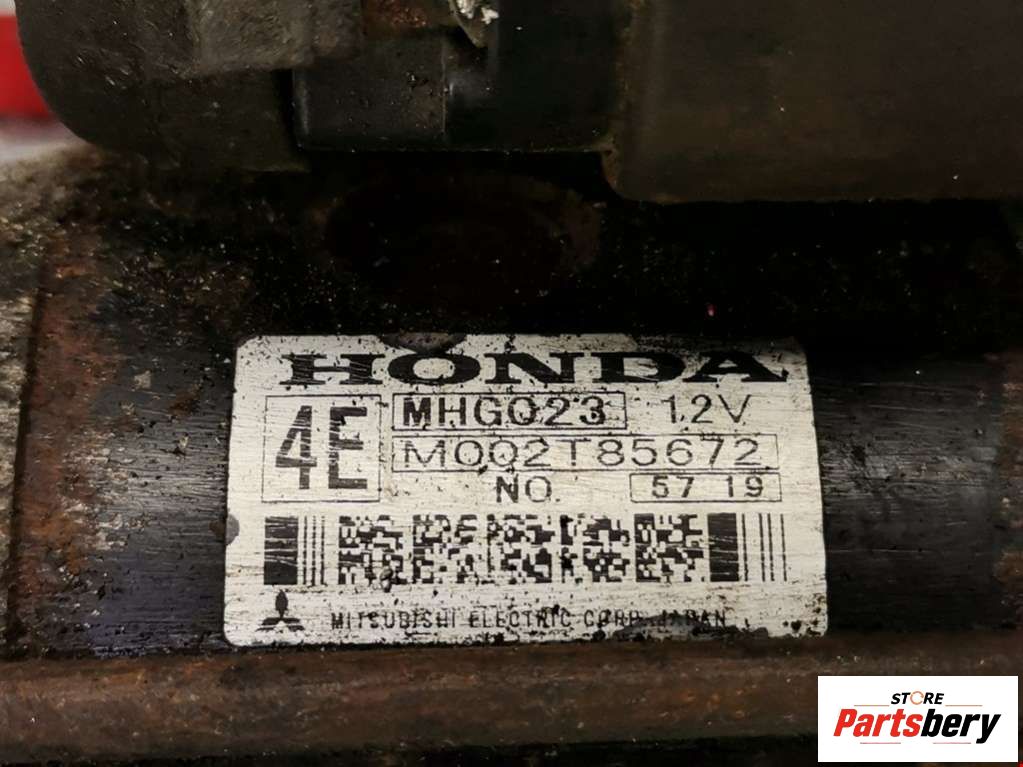 HONDA
4E
MHG023 12V
M002T85672
NO. 57 19
MITSUBISHI ELECTRIC CORP. JAPAN
STORE
Partsbery